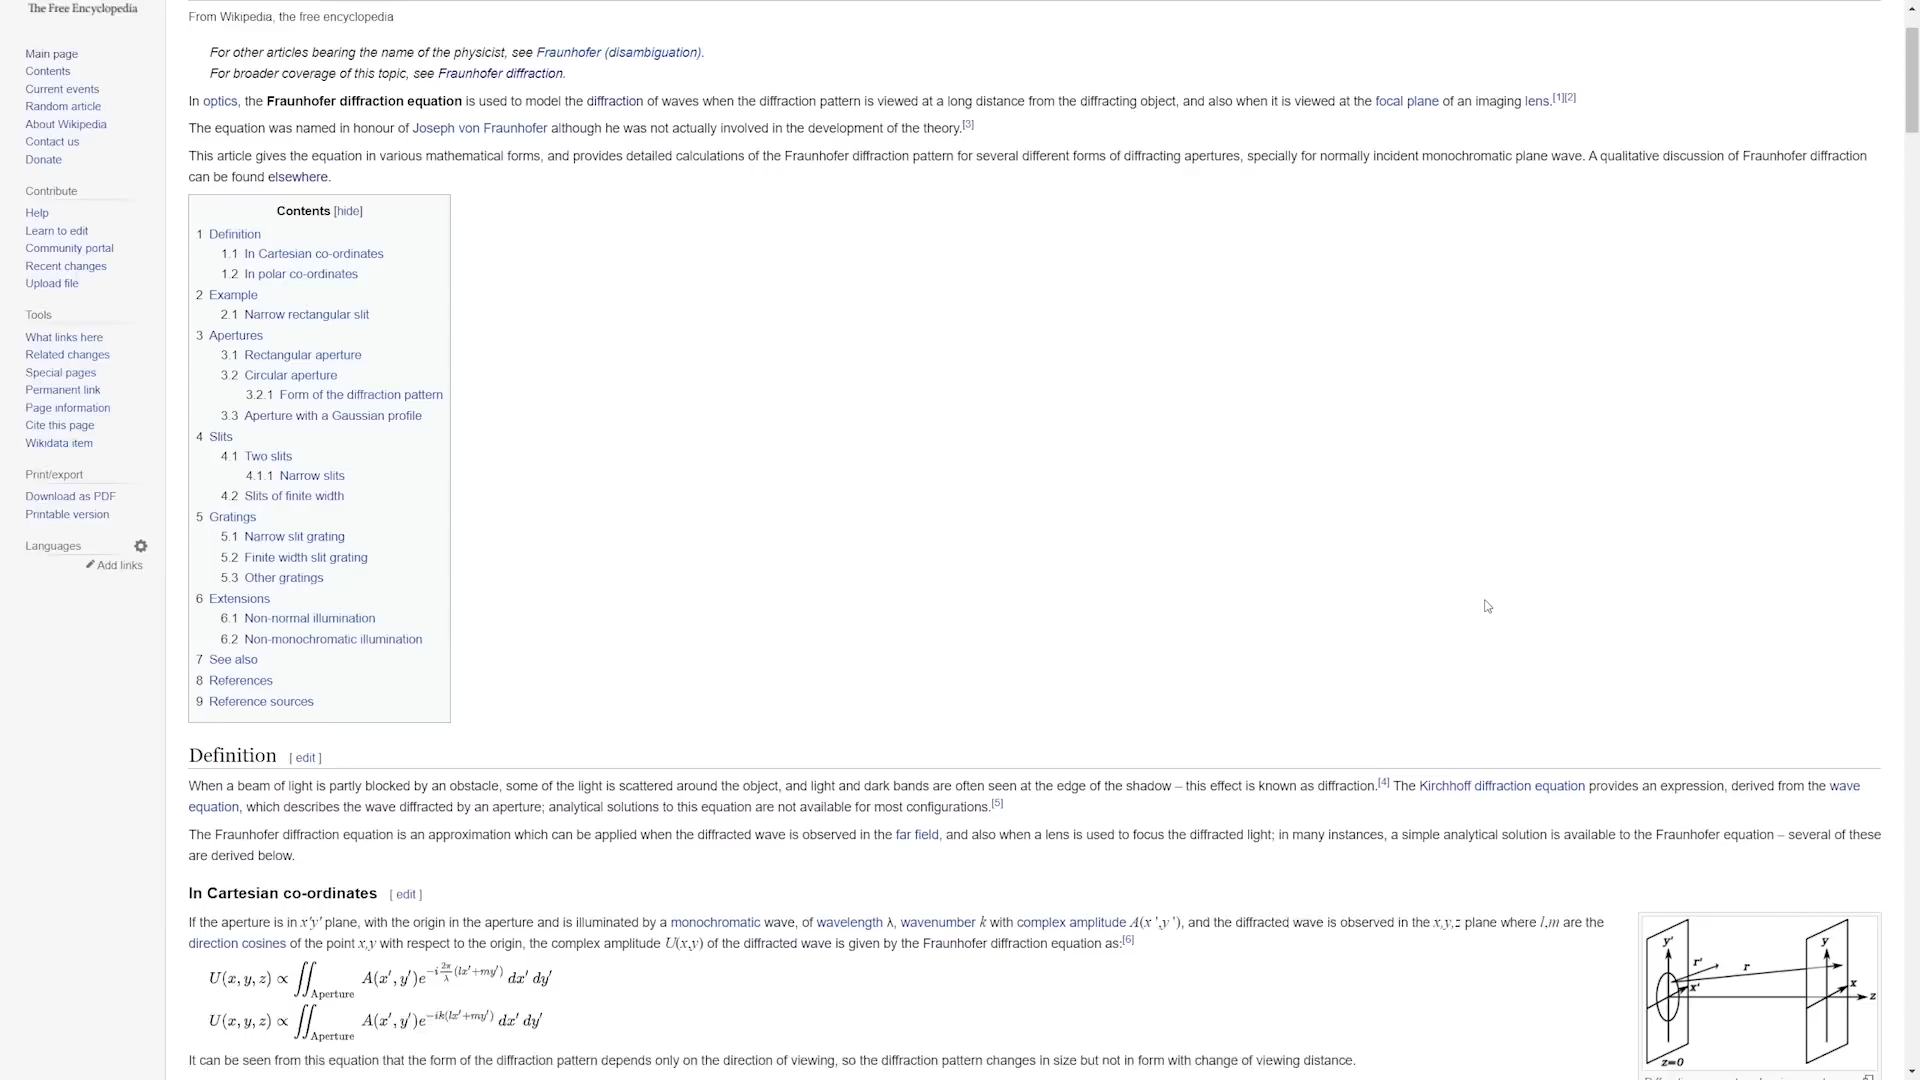 The Free Encyclopedia
Main page
Contents
Current events
Random article
About Wikipedia
Contact us
Donate
Contribute
Help
Learn to edit
Community portal
Recent changes
Upload file
Tools
What links here
Related changes
Special pages
Permanent link
Page information
Cite this page
Wikidata item
Print/export
Download as PDF
Printable version
Languages
Add links
From Wikipedia, the free encyclopedia
For other articles bearing the name of the physicist, see Fraunhofer (disambiguation).
For broader coverage of this topic, see Fraunhofer diffraction.
In optics, the Fraunhofer diffraction equation is used to model the diffraction of waves when the diffraction pattern is viewed at a long distance from the diffracting object, and also when it is viewed at the focal plane of an imaging lens.[1][2]
The equation was named in honour of Joseph von Fraunhofer although he was not actually involved in the development of the theory.[3]
This article gives the equation in various mathematical forms, and provides detailed calculations of the Fraunhofer diffraction pattern for several different forms of diffracting apertures, specially for normally incident monochromatic plane wave. A qualitative discussion of Fraunhofer diffraction
can be found elsewhere.
Contents [hide]
1 Definition
1.1 In Cartesian co-ordinates
1.2 In polar co-ordinates
2 Example
2.1 Narrow rectangular slit
3 Apertures
3.1 Rectangular aperture
3.2 Circular aperture
3.2.1 Form of the diffraction pattern
3.3 Aperture with a Gaussian profile
4 Slits
4.1 Two slits
4.1.1 Narrow slits
4.2 Slits of finite width
5 Gratings
5.1 Narrow slit grating
5.2 Finite width slit grating
5.3 Other gratings
6 Extensions
6.1 Non-normal illumination
6.2 Non-monochromatic illumination
7 See also
8 References
9 Reference sources
Definition [ edit ]
When a beam of light is partly blocked by an obstacle, some of the light is scattered around the object, and light and dark bands are often seen at the edge of the shadow – this effect is known as diffraction.[4] The Kirchhoff diffraction equation provides an expression, derived from the wave
equation, which describes the wave diffracted by an aperture; analytical solutions to this equation are not available for most configurations.[5]
The Fraunhofer diffraction equation is an approximation which can be applied when the diffracted wave is observed in the far field, and also when a lens is used to focus the diffracted light; in many instances, a simple analytical solution is available to the Fraunhofer equation – several of these
are derived below.
In Cartesian co-ordinates [ edit ]
If the aperture is in x'y' plane, with the origin in the aperture and is illuminated by a monochromatic wave, of wavelength λ, wavenumber k with complex amplitude A(x ',y '), and the diffracted wave is observed in the x,y,z plane where l,m are the
direction cosines of the point x,y with respect to the origin, the complex amplitude U(x,y) of the diffracted wave is given by the Fraunhofer diffraction equation as:[6]
U(x, y, z) ∝ ∬Aperture A(x′, y′)e^{−i 2π/λ (lx′+my′)} dx′ dy′
U(x, y, z) ∝ ∬Aperture A(x′, y′)e^{−ik(lx′+my′)} dx′ dy′
It can be seen from this equation that the form of the diffraction pattern depends only on the direction of viewing, so the diffraction pattern changes in size but not in form with change of viewing distance.
y' y
r' r
x' x
z
z=0